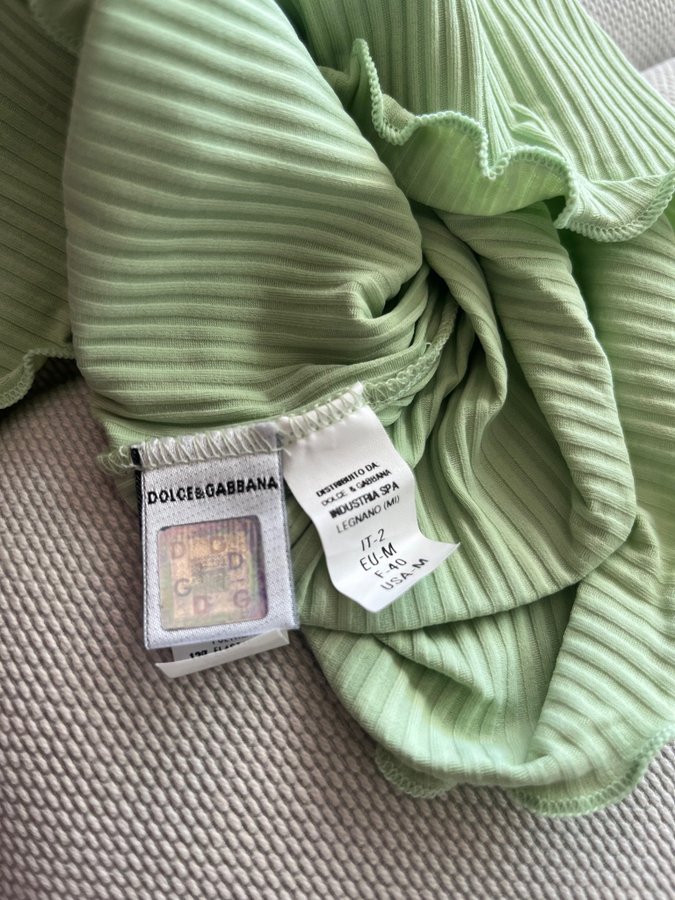 DOLCE&GABBANA
D G D
G G
D G
DISTRIBUITO DA
DOLCE & GABBANA
INDUSTRIA SPA
LEGNANO (MI)
IT-2
EU-M
F-40
USA-M